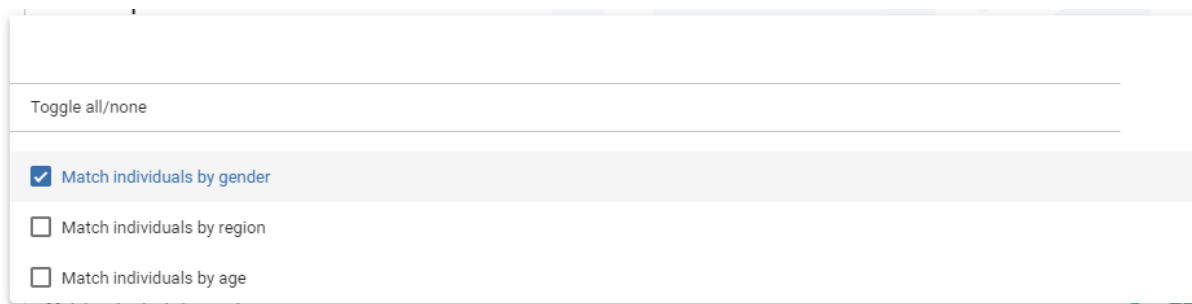 Toggle all/none
Match individuals by gender
Match individuals by region
Match individuals by age